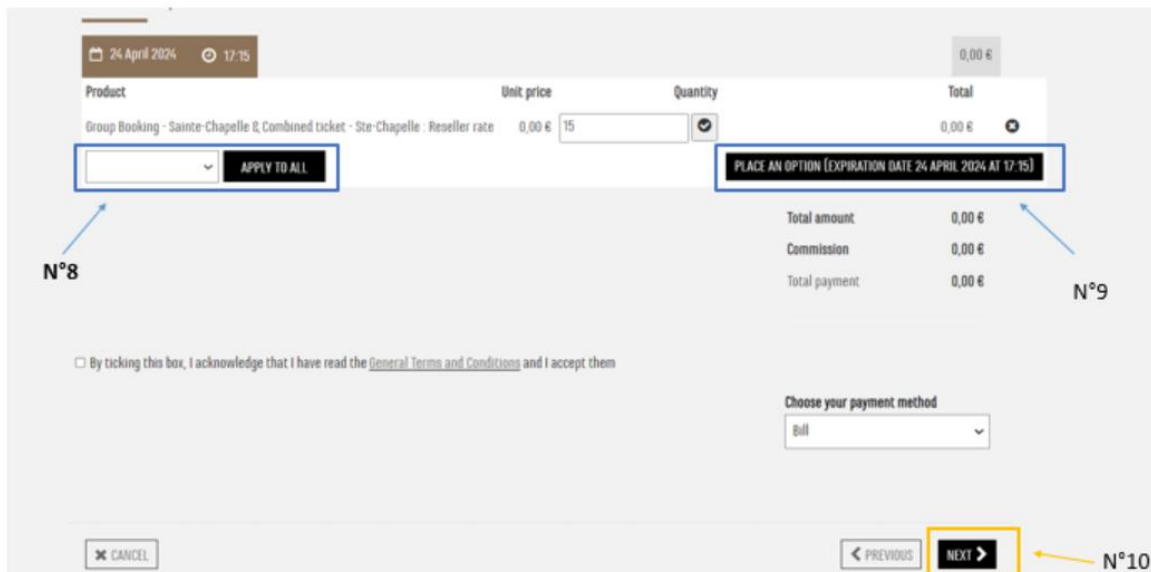 24 April 2024 17:15 0,00 €
Product Unit price Quantity Total
Group Booking - Sainte-Chapelle & Combined ticket - Ste-Chapelle : Reseller rate 0,00 € 15 0,00 €
APPLY TO ALL PLACE AN OPTION (EXPIRATION DATE 24 APRIL 2024 AT 17:15)
Total amount 0,00 €
Commission 0,00 €
N°8
Total payment 0,00 €
N°9
By ticking this box, I acknowledge that I have read the General Terms and Conditions and I accept them
Choose your payment method
Bill
CANCEL PREVIOUS NEXT N°10